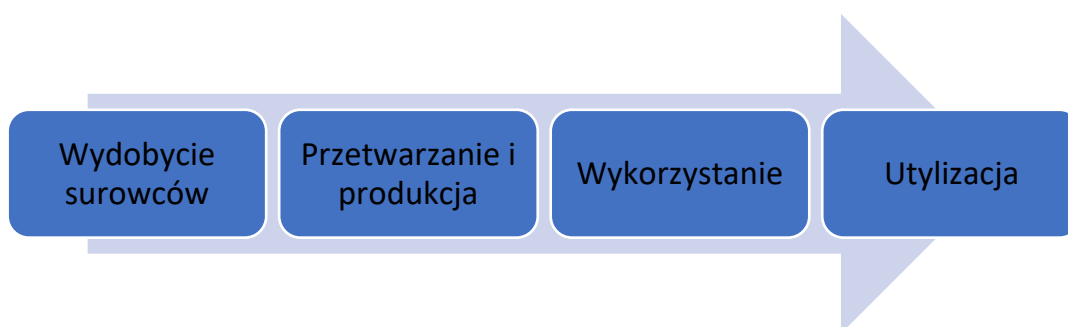 Wydobycie
surowców
Przetwarzanie i
produkcja
Wykorzystanie
Utylizacja